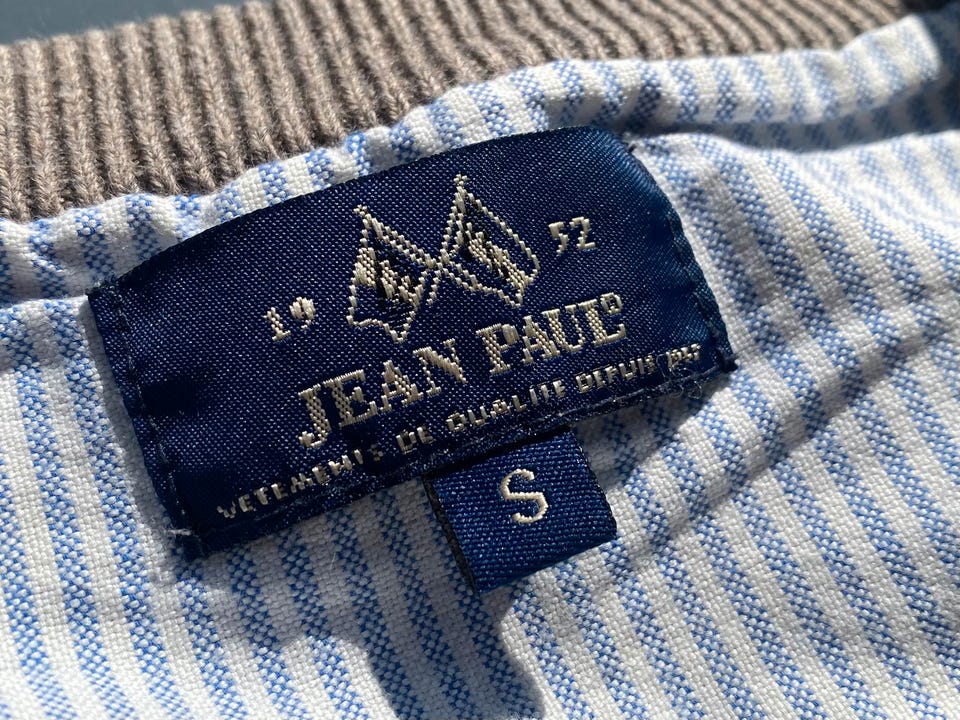 19 52
JEAN PAUL
VETEMENTS DE QUALITE DEPUIS
S